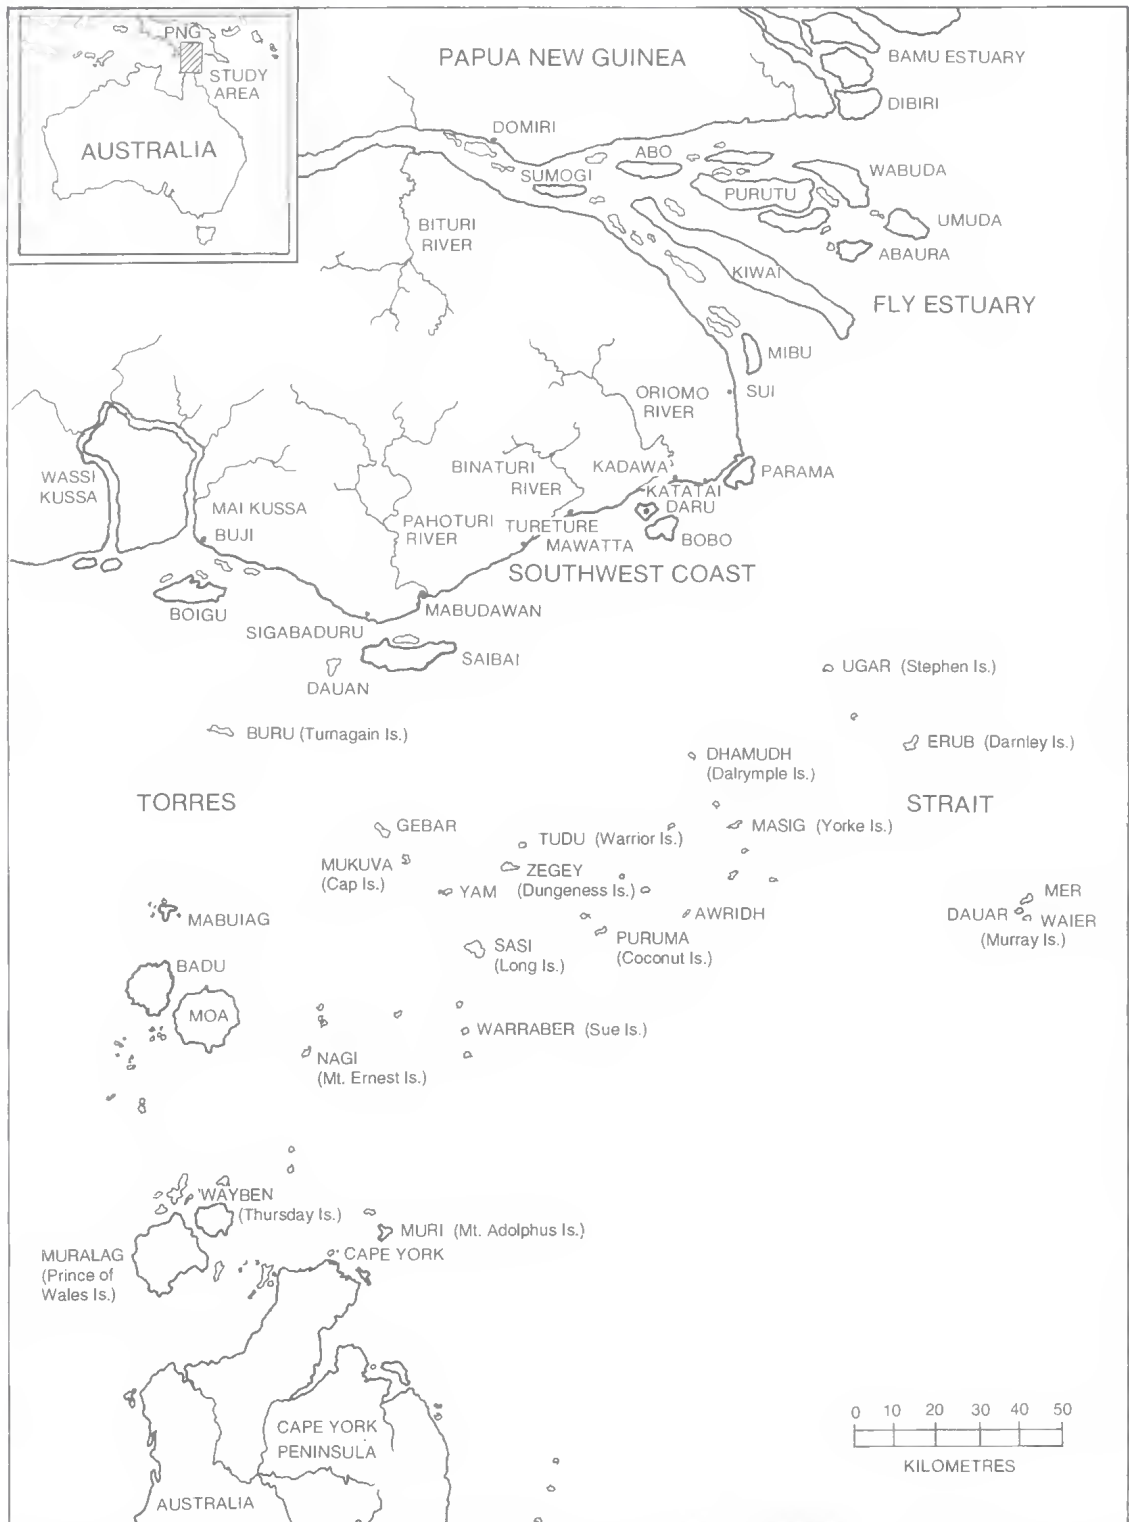 PNG
STUDY
AREA
AUSTRALIA
PAPUA NEW GUINEA
BAMU ESTUARY
DIBIRI
DOMIRI
ABO
SUMOGI
WABUDA
PURUTU
UMUDA
ABAURA
BITURI
RIVER
KIWAI
FLY ESTUARY
MIBU
SUI
ORIOMO
RIVER
WASSI
KUSSA
MAI KUSSA
BUJI
BINATURI
RIVER
KADAWA
PARAMA
KATATAI
DARU
PAHOTURI
RIVER
TURETURE
MAWATTA
BOBO
SOUTHWEST COAST
BOIGU
MABUDAWAN
SIGABADURU
SAIBAI
DAUAN
UGAR (Stephen Is.)
BURU (Turnagain Is.)
ERUB (Darnley Is.)
DHAMUDH
(Dalrymple Is.)
TORRES
STRAIT
GEBAR
TUDU (Warrior Is.)
MASIG (Yorke Is.)
MUKUVA
(Cap Is.)
ZEGEY
(Dungeness Is.)
YAM
MABUIAG
AWRIDH
MER
DAUAR
WAIER
(Murray Is.)
PURUMA
(Coconut Is.)
SASI
(Long Is.)
BADU
MOA
WARRABER (Sue Is.)
NAGI
(Mt. Ernest Is.)
WAYBEN
(Thursday Is.)
MURI (Mt. Adolphus Is.)
MURALAG
(Prince of
Wales Is.)
CAPE YORK
CAPE YORK
PENINSULA
AUSTRALIA
0 10 20 30 40 50
KILOMETRES